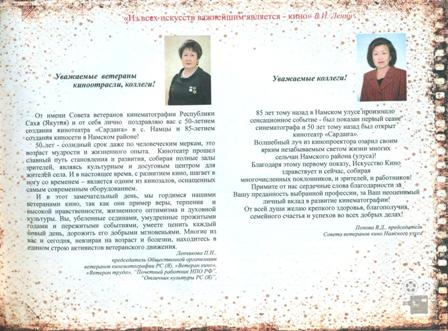 «Из всех искусств важнейшим является - кино» В.И. Ленин.
Уважаемые ветераны
киноотрасли, коллеги!
От имени Совета ветеранов кинематографии Республики
Саха (Якутия) и от себя лично поздравляю вас с 50-летием
создания кинотеатра «Сардана» в с. Намцы и 85-летием
создания киносети в Намском районе!
50-летие - солидный срок даже по человеческим меркам, это
возраст мудрости и жизненного опыта. Кинотеатр прошел
славный путь становления и развития, собирая полные залы
зрителей, являясь культурным и досуговым центром для
жителей села. И в настоящее время, с развитием кино, шагает в
ногу со временем – является одним из кинозалов, оснащенных
самым современным оборудованием.
И в этот замечательный день, мы гордимся нашими
ветеранами кино, так как они пример веры, терпения и
высокой нравственности, жизненного оптимизма и духовной
культуры. Вы, убеленные сединами, умудренные прожитыми
годами и пережитыми событиями, умеете ценить каждый
новый день, дорожить его добрыми мгновеньями. Многие из
вас и сегодня, невзирая на возраст и болезни, находитесь в
едином строю активистов ветеранского движения.
председатель Общественной организации
ветеранов кинематографии РС (Я), «Ветеран кино»,
«Ветеран труда», "Почетный работник НПО РФ",
"Отличник культуры РС (Я)",
Уважаемые коллеги!
85 лет тому назад в Намском улусе произошло
сенсационное событие - был показан первый сеанс
синематографа и 50 лет тому назад был открыт
кинотеатр «Сардана».
Волшебный луч из кинопроектора озарил своим
ярким незабываемым светом жизни многих
сельчан Намского района (улуса)!
Благодаря этому первому показу, Искусство Кино
здравствует и сейчас, собирая
многочисленных поклонников, и зрителей, и работников!
Примите от нас сердечные слова благодарности за
Вашу преданность выбранной профессии, за Ваш неоценимый
личный вклад в развитие кинематографии!
От всей души желаю крепкого здоровья, благополучия,
семейного счастья и успехов во всех добрых делах!
Попова В.Д., председатель
Совета ветеранов кино Намского улуса